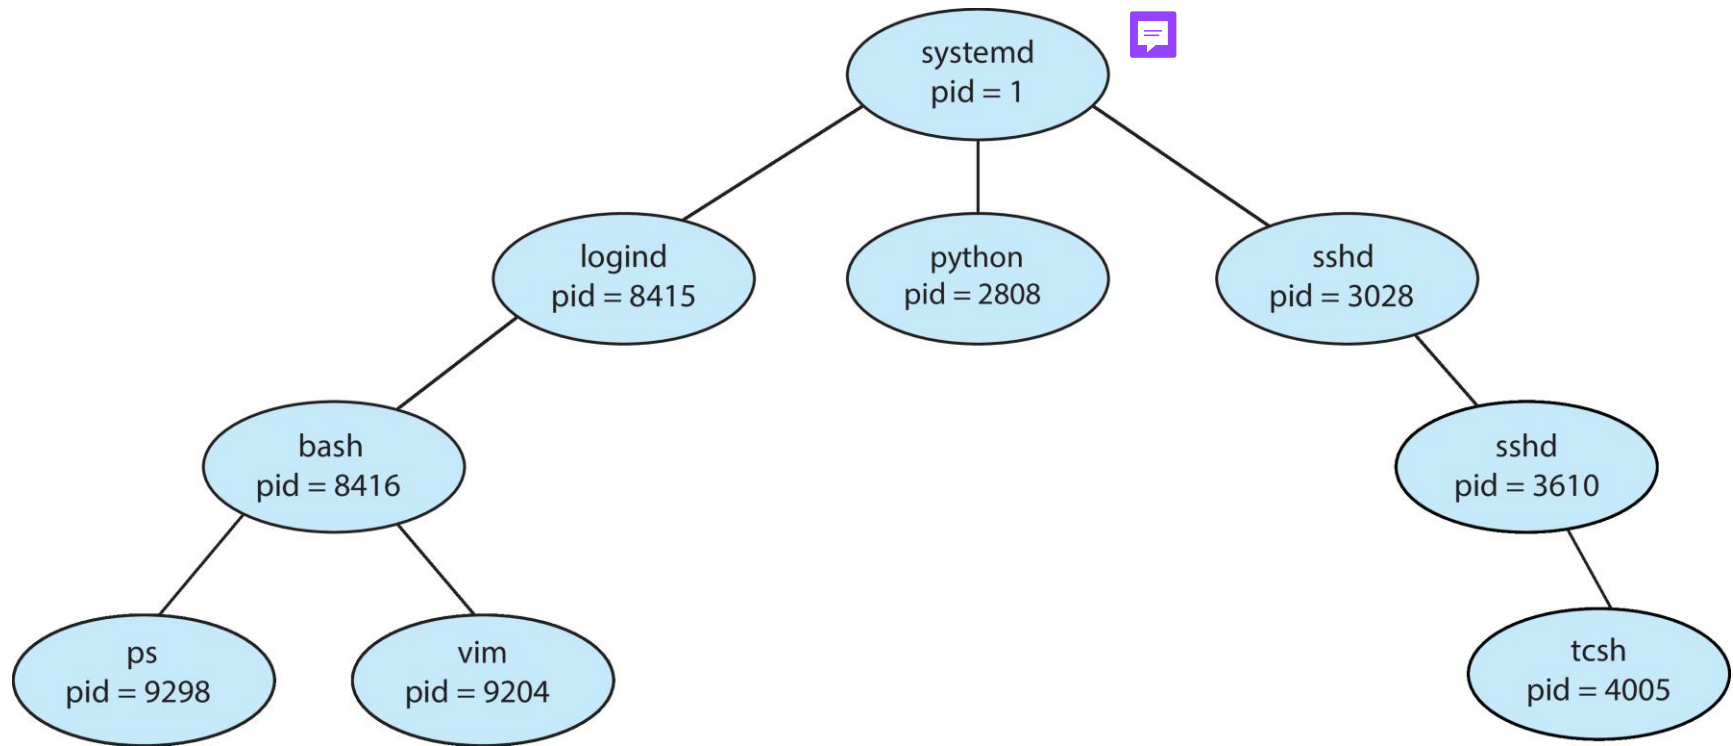 systemd
pid = 1
logind
pid = 8415
python
pid = 2808
sshd
pid = 3028
bash
pid = 8416
sshd
pid = 3610
ps
pid = 9298
vim
pid = 9204
tcsh
pid = 4005